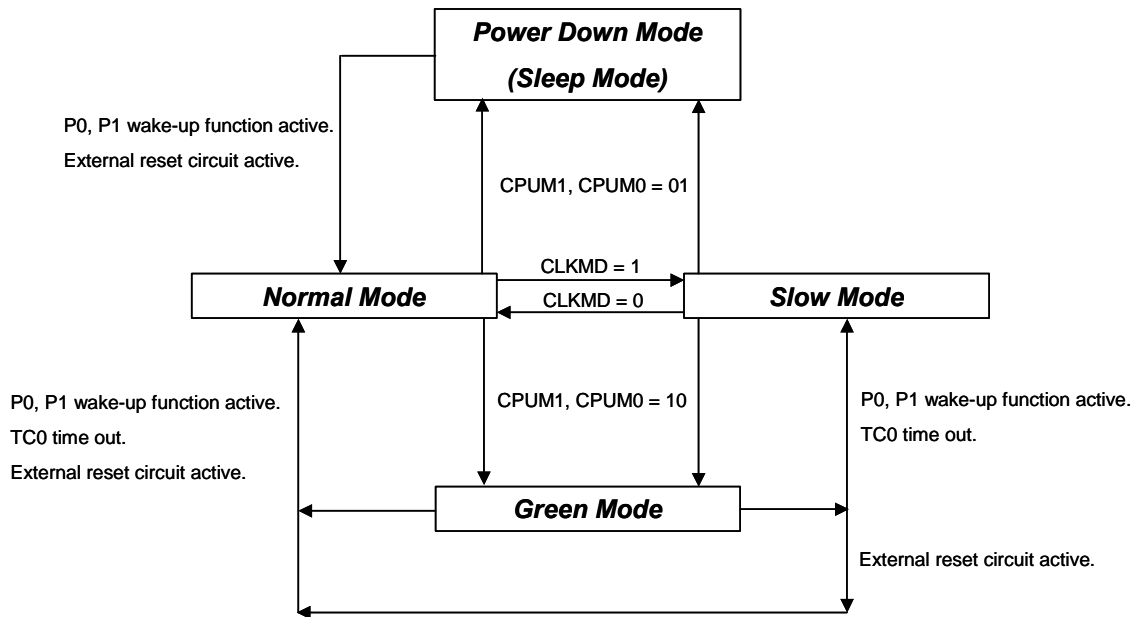 Power Down Mode
(Sleep Mode)
P0, P1 wake-up function active.
External reset circuit active.
CPUM1, CPUM0 = 01
CLKMD = 1
Normal Mode
Slow Mode
CLKMD = 0
P0, P1 wake-up function active.
TC0 time out.
External reset circuit active.
CPUM1, CPUM0 = 10
P0, P1 wake-up function active.
TC0 time out.
Green Mode
External reset circuit active.